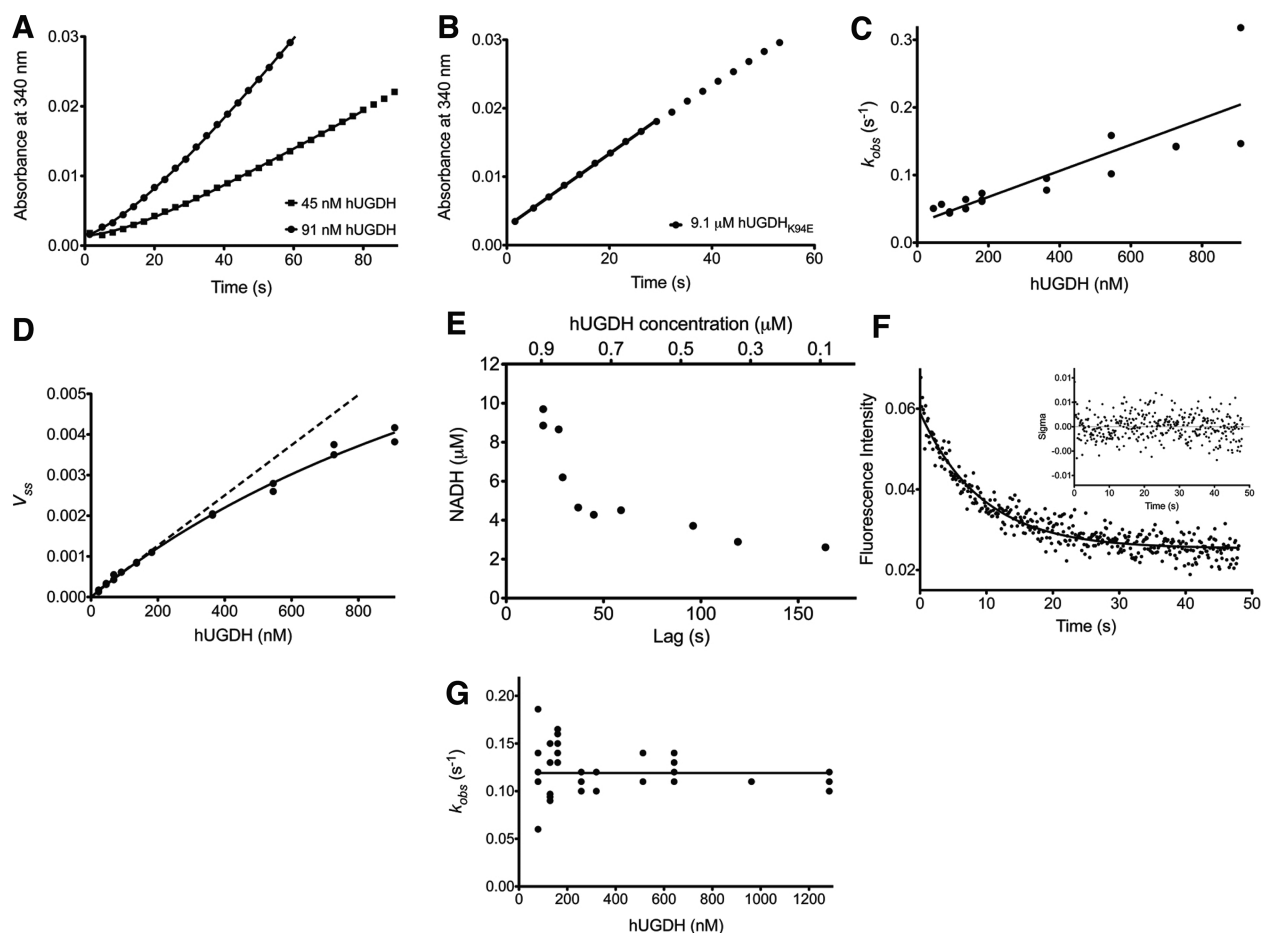 A
Absorbance at 340 nm
0.03
0.02
0.01
0.00
45 nM hUGDH
91 nM hUGDH
0 20 40 60 80
Time (s)
B
Absorbance at 340 nm
0.03
0.02
0.01
0.00
9.1 μM hUGDHK94E
0 20 40 60
Time (s)
C
kobs (s-1)
0.3
0.2
0.1
0.0
0 200 400 600 800
hUGDH (nM)
D
Vss
0.005
0.004
0.003
0.002
0.001
0.000
0 200 400 600 800
hUGDH (nM)
E
hUGDH concentration (μM)
0.9 0.7 0.5 0.3 0.1
NADH (μM)
12
10
8
6
4
2
0
0 50 100 150
Lag (s)
F
Fluorescence Intensity
0.06
0.04
0.02
0 10 20 30 40 50
Time (s)
Sigma
0.01
0.01
0.00
-0.00
-0.01
0 10 20 30 40 50
Time (s)
G
kobs (s-1)
0.20
0.15
0.10
0.05
0.00
0 200 400 600 800 1000 1200
hUGDH (nM)